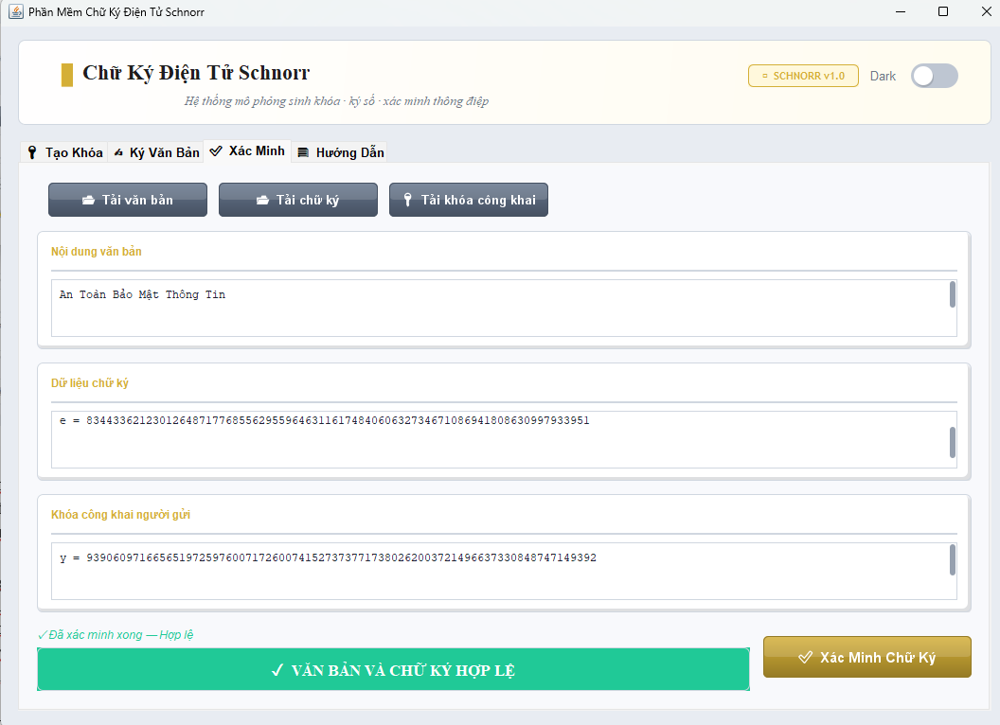 Phần Mềm Chữ Ký Điện Tử Schnorr
Chữ Ký Điện Tử Schnorr
Hệ thống mô phỏng sinh khóa · ký số · xác minh thông điệp
= SCHNORR v1.0
Dark
Tạo Khóa
Ký Văn Bản
Xác Minh
Hướng Dẫn
Tải văn bản
Tải chữ ký
Tải khóa công khai
Nội dung văn bản
An Toàn Bảo Mật Thông Tin
Dữ liệu chữ ký
e = 8344336212301264871776855629559646311617484060632734671086941808630997933951
Khóa công khai người gửi
y = 93906097166565197259760071726007415273737717380262003721496637330848747149392
✓Đã xác minh xong — Hợp lệ
✓ VĂN BẢN VÀ CHỮ KÝ HỢP LỆ
Xác Minh Chữ Ký